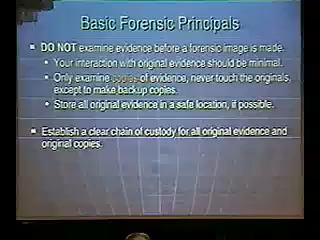 Basic Forensic Principals
DO NOT examine evidence before a forensic image is made.
Your interaction with original evidence should be minimal.
Only examine copies of evidence, never touch the originals,
except to make backup copies.
Store all original evidence in a safe location, if possible.
Establish a clear chain of custody for all original evidence and
original copies.